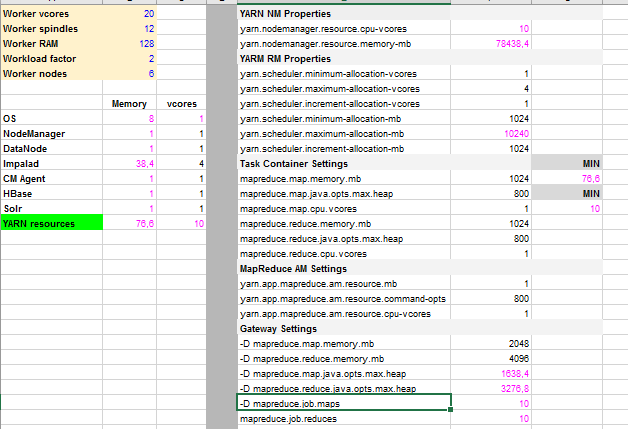 Worker vcores 20 YARN NM Properties
Worker spindles 12 yarn.nodemanager.resource.cpu-vcores 10
Worker RAM 128 yarn.nodemanager.resource.memory-mb 78438,4
Workload factor 2 YARM RM Properties
Worker nodes 6 yarn.scheduler.minimum-allocation-vcores 1
yarn.scheduler.maximum-allocation-vcores 4
Memory vcores yarn.scheduler.increment-allocation-vcores 1
OS 8 1 yarn.scheduler.minimum-allocation-mb 1024
NodeManager 1 1 yarn.scheduler.maximum-allocation-mb 10240
DataNode 1 1 yarn.scheduler.increment-allocation-mb 1024
Impalad 38,4 4 Task Container Settings MIN
CM Agent 1 1 mapreduce.map.memory.mb 1024 76,6
HBase 1 1 mapreduce.map.java.opts.max.heap 800 MIN
Solr 1 1 mapreduce.map.cpu.vcores 1 10
YARN resources 76,6 10 mapreduce.reduce.memory.mb 1024
mapreduce.reduce.java.opts.max.heap 800
mapreduce.reduce.cpu.vcores 1
MapReduce AM Settings
yarn.app.mapreduce.am.resource.mb 1
yarn.app.mapreduce.am.resource.command-opts 800
yarn.app.mapreduce.am.resource.cpu-vcores 1
Gateway Settings
-D mapreduce.map.memory.mb 2048
-D mapreduce.reduce.memory.mb 4096
-D mapreduce.map.java.opts.max.heap 1638,4
-D mapreduce.reduce.java.opts.max.heap 3276,8
-D mapreduce.job.maps 10
mapreduce.job.reduces 10